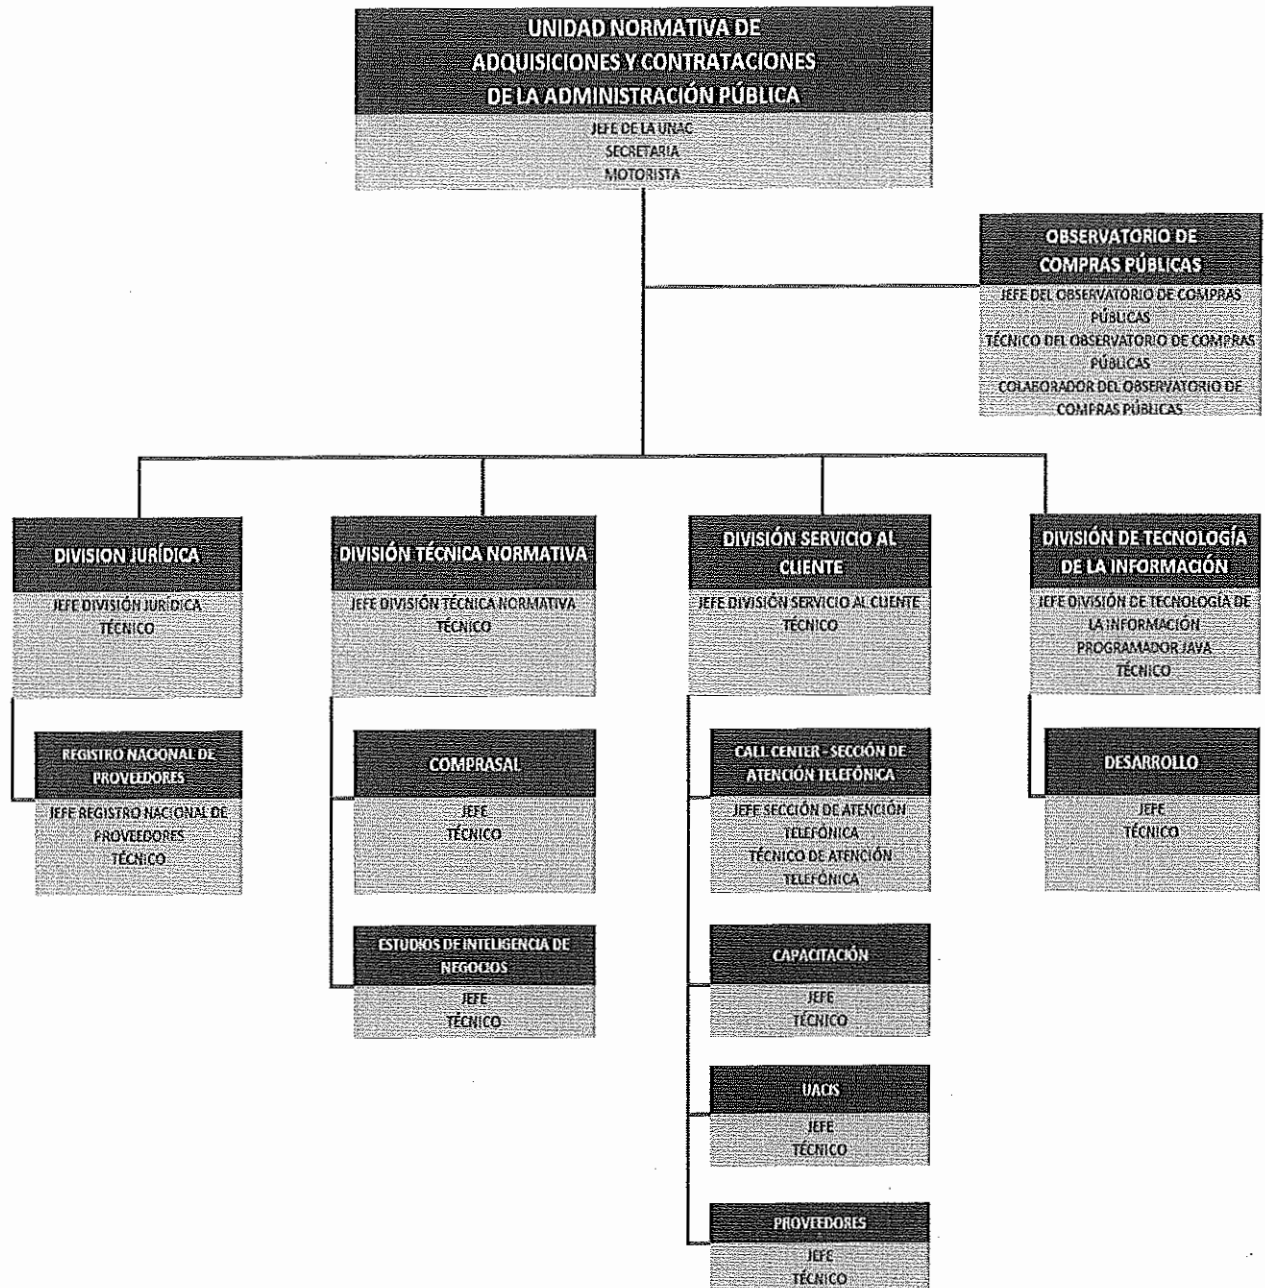 UNIDAD NORMATIVA DE
ADQUISICIONES Y CONTRATACIONES
DE LA ADMINISTRACIÓN PÚBLICA
JEFE DE LA UNAC
SECRETARIA
MOTORISTA
OBSERVATORIO DE
COMPRAS PÚBLICAS
JEFE DEL OBSERVATORIO DE COMPRAS
PÚBLICAS
TÉCNICO DEL OBSERVATORIO DE COMPRAS
PÚBLICAS
COLABORADOR DEL OBSERVATORIO DE
COMPRAS PÚBLICAS
DIVISION JURÍDICA
JEFE DIVISIÓN JURÍDICA
TÉCNICO
REGISTRO NACIONAL DE
PROVEEDORES
JEFE REGISTRO NACIONAL DE
PROVEEDORES
TÉCNICO
DIVISIÓN TÉCNICA NORMATIVA
JEFE DIVISIÓN TÉCNICA NORMATIVA
TÉCNICO
COMPRASAL
JEFE
TÉCNICO
ESTUDIOS DE INTELIGENCIA DE
NEGOCIOS
JEFE
TÉCNICO
DIVISIÓN SERVICIO AL
CLIENTE
JEFE DIVISIÓN SERVICIO AL CLIENTE
TÉCNICO
CALL CENTER - SECCIÓN DE
ATENCIÓN TELEFÓNICA
JEFE SECCIÓN DE ATENCIÓN
TELEFÓNICA
TÉCNICO DE ATENCIÓN
TELEFÓNICA
CAPACITACIÓN
JEFE
TÉCNICO
UACIS
JEFE
TÉCNICO
PROVEEDORES
JEFE
TÉCNICO
DIVISIÓN DE TECNOLOGÍA
DE LA INFORMACIÓN
JEFE DIVISIÓN DE TECNOLOGÍA DE
LA INFORMACIÓN
PROGRAMADOR JAVA
TÉCNICO
DESARROLLO
JEFE
TÉCNICO